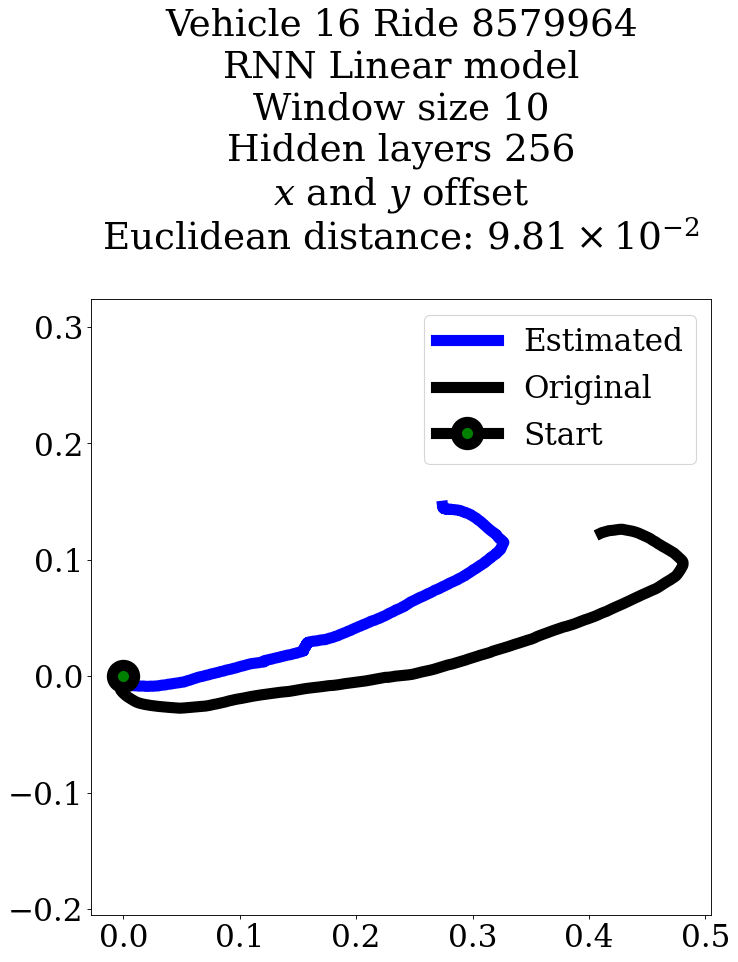 Vehicle 16 Ride 8579964
RNN Linear model
Window size 10
Hidden layers 256
x and y offset
Euclidean distance: 9.81 × 10⁻²
Estimated
Original
Start
0.3
0.2
0.1
0.0
−0.1
−0.2
0.0 0.1 0.2 0.3 0.4 0.5